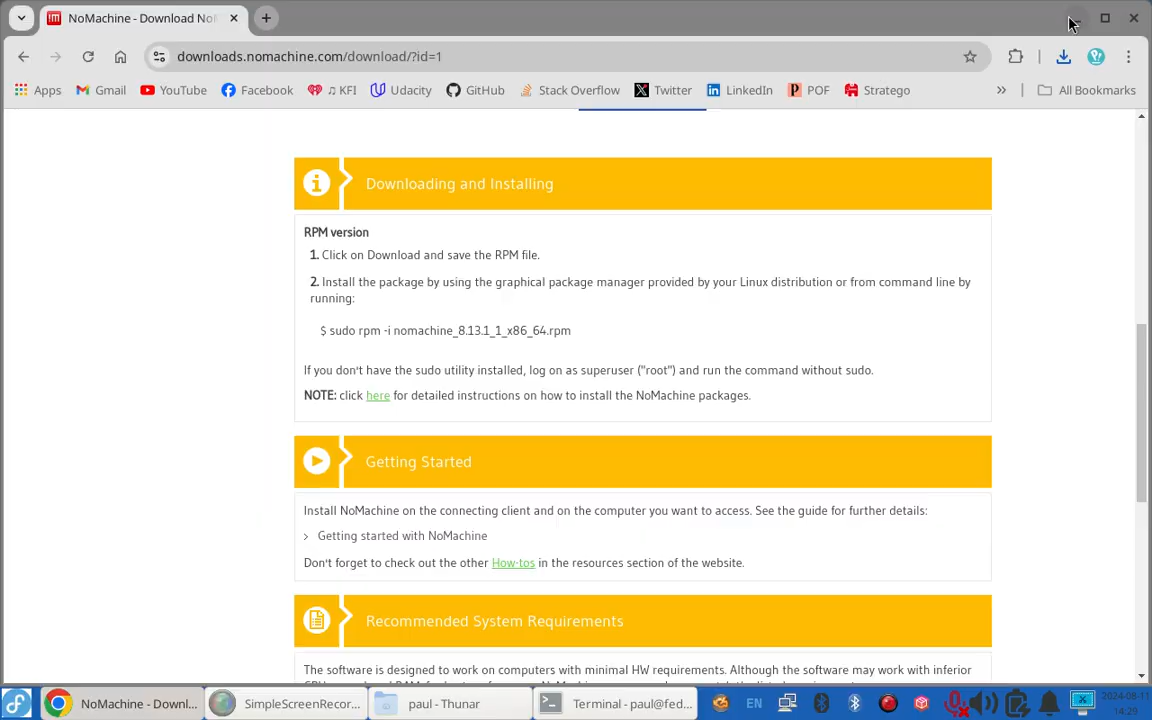 NoMachine - Download NoM
downloads.nomachine.com/download/?id=1
Apps
Gmail
YouTube
Facebook
KFI
Udacity
GitHub
Stack Overflow
Twitter
LinkedIn
POF
Stratego
»
All Bookmarks
Downloading and Installing
RPM version
1. Click on Download and save the RPM file.
2. Install the package by using the graphical package manager provided by your Linux distribution or from command line by
running:
$ sudo rpm -i nomachine_8.13.1_1_x86_64.rpm
If you don't have the sudo utility installed, log on as superuser ("root") and run the command without sudo.
NOTE: click here for detailed instructions on how to install the NoMachine packages.
Getting Started
Install NoMachine on the connecting client and on the computer you want to access. See the guide for further details:
Getting started with NoMachine
Don't forget to check out the other How-tos in the resources section of the website.
Recommended System Requirements
The software is designed to work on computers with minimal HW requirements. Although the software may work with inferior
NoMachine - Downl...
SimpleScreenRecor...
paul - Thunar
Terminal - paul@fed...
EN
2024-08-11
14:29